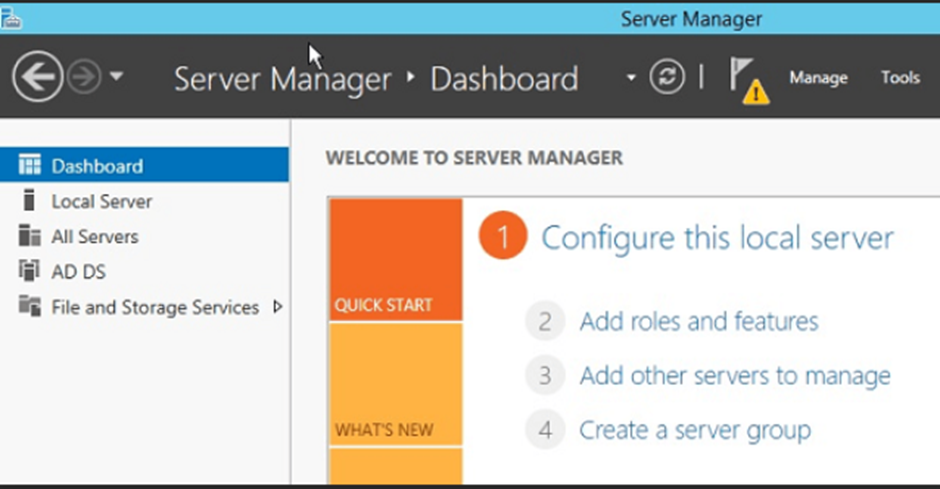 Server Manager
Server Manager Dashboard
Manage Tools
Dashboard
Local Server
All Servers
AD DS
File and Storage Services
WELCOME TO SERVER MANAGER
QUICK START
WHAT'S NEW
1 Configure this local server
2 Add roles and features
3 Add other servers to manage
4 Create a server group